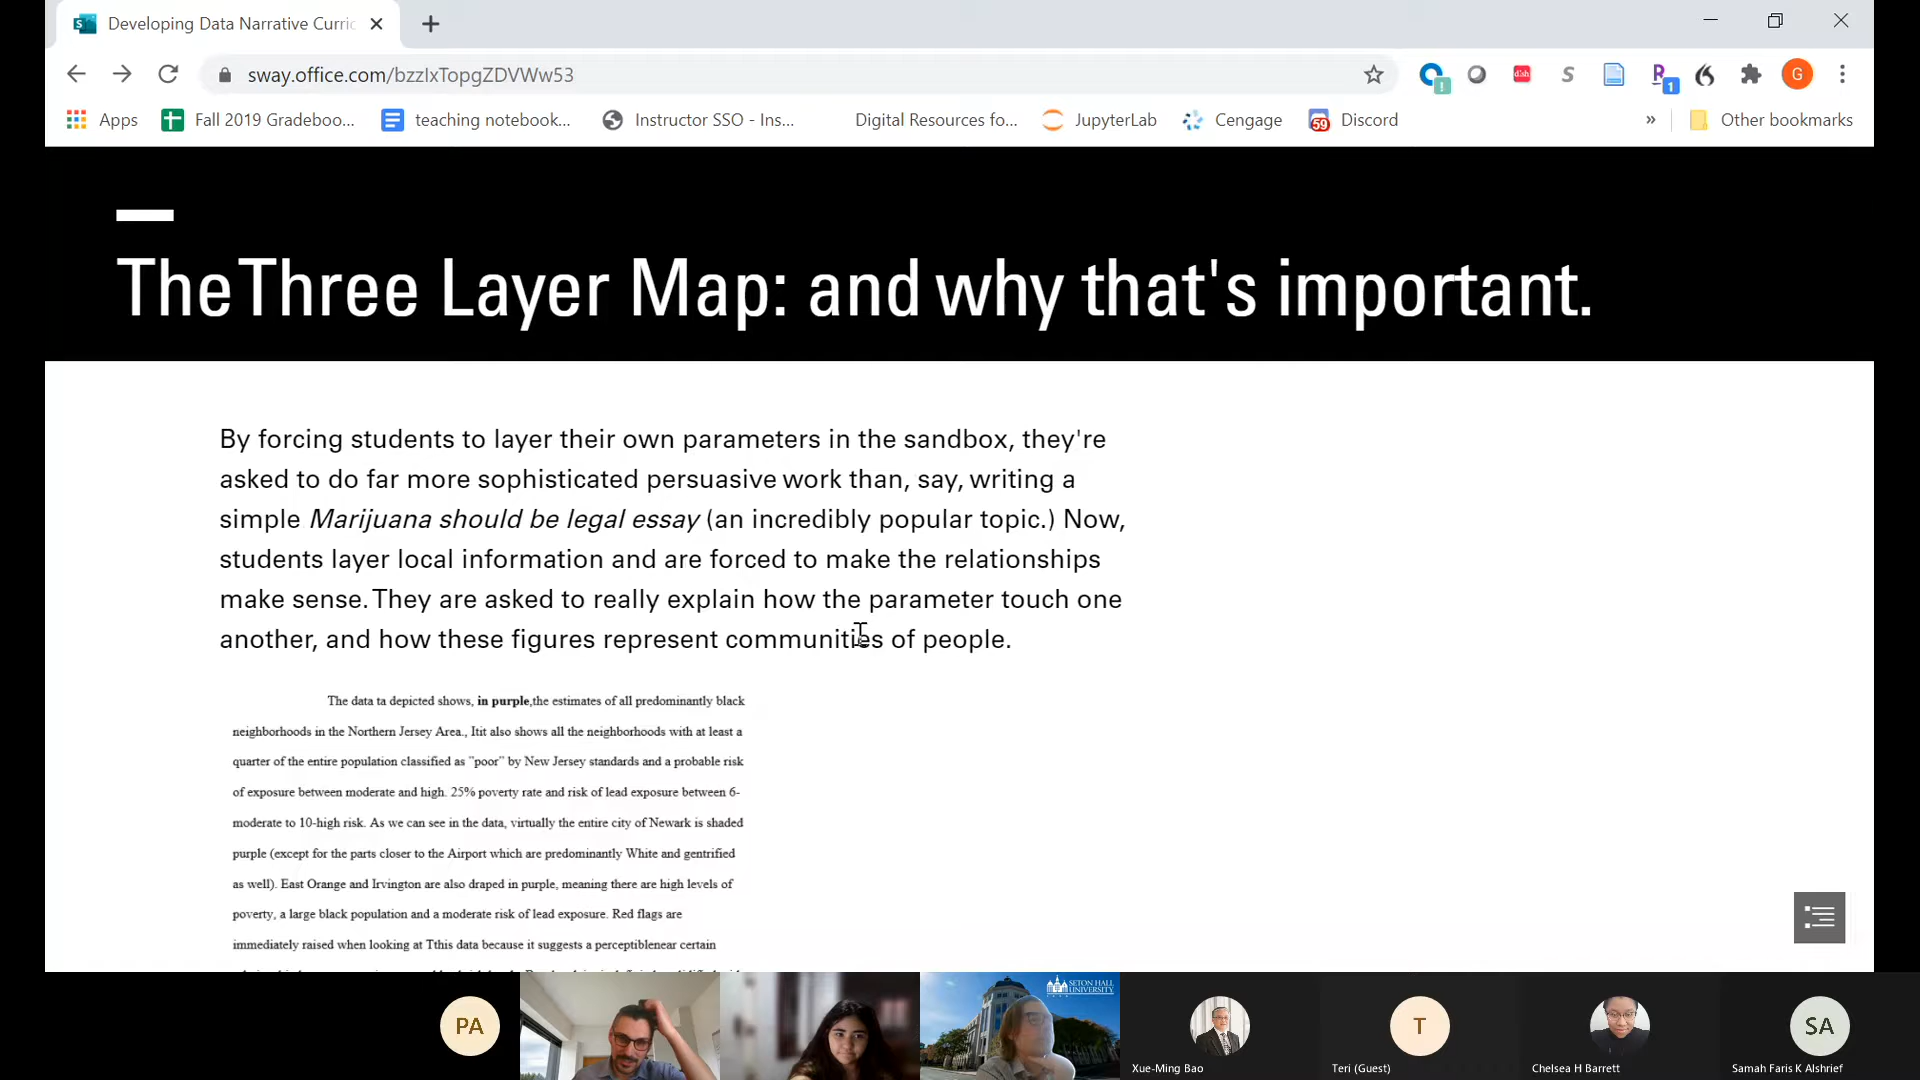 Developing Data Narrative Curric
sway.office.com/bzzIxTopgZDVWw53
Apps
Fall 2019 Gradeboo...
teaching notebook...
Instructor SSO - Ins...
Digital Resources fo...
JupyterLab
Cengage
59
Discord
»
Other bookmarks
The Three Layer Map: and why that's important.
By forcing students to layer their own parameters in the sandbox, they're
asked to do far more sophisticated persuasive work than, say, writing a
simple Marijuana should be legal essay (an incredibly popular topic.) Now,
students layer local information and are forced to make the relationships
make sense. They are asked to really explain how the parameter touch one
another, and how these figures represent communities of people.
The data ta depicted shows, in purple,the estimates of all predominantly black
neighborhoods in the Northern Jersey Area., Itit also shows all the neighborhoods with at least a
quarter of the entire population classified as "poor" by New Jersey standards and a probable risk
of exposure between moderate and high. 25% poverty rate and risk of lead exposure between 6-
moderate to 10-high risk. As we can see in the data, virtually the entire city of Newark is shaded
purple (except for the parts closer to the Airport which are predominantly White and gentrified
as well). East Orange and Irvington are also draped in purple, meaning there are high levels of
poverty, a large black population and a moderate risk of lead exposure. Red flags are
immediately raised when looking at Tthis data because it suggests a perceptiblenear certain
PA
SETON HALL
UNIVERSITY
T
SA
Xue-Ming Bao
Teri (Guest)
Chelsea H Barrett
Samah Faris K Alshrief